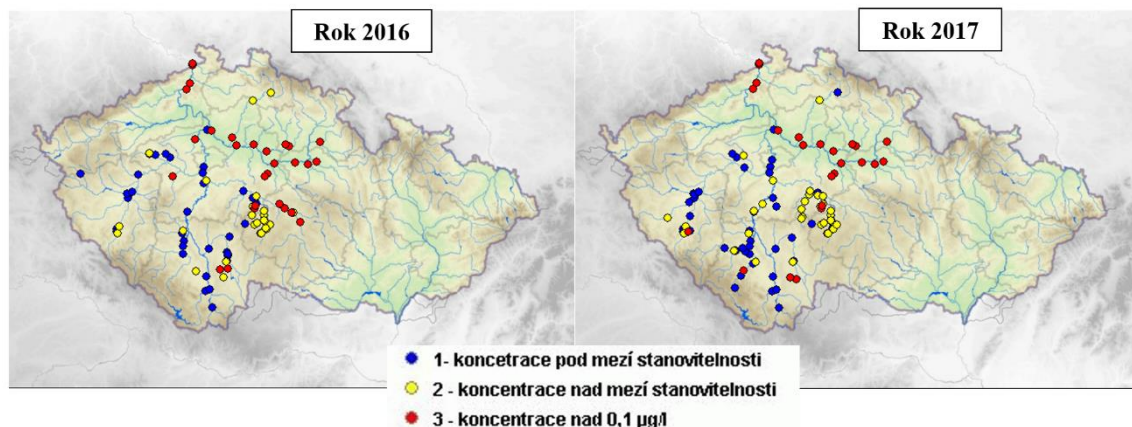 Rok 2016
Rok 2017
1- koncetrace pod mezí stanovitelnosti
2 - koncentrace nad mezí stanovitelnosti
3 - koncentrace nad 0,1 µg/l